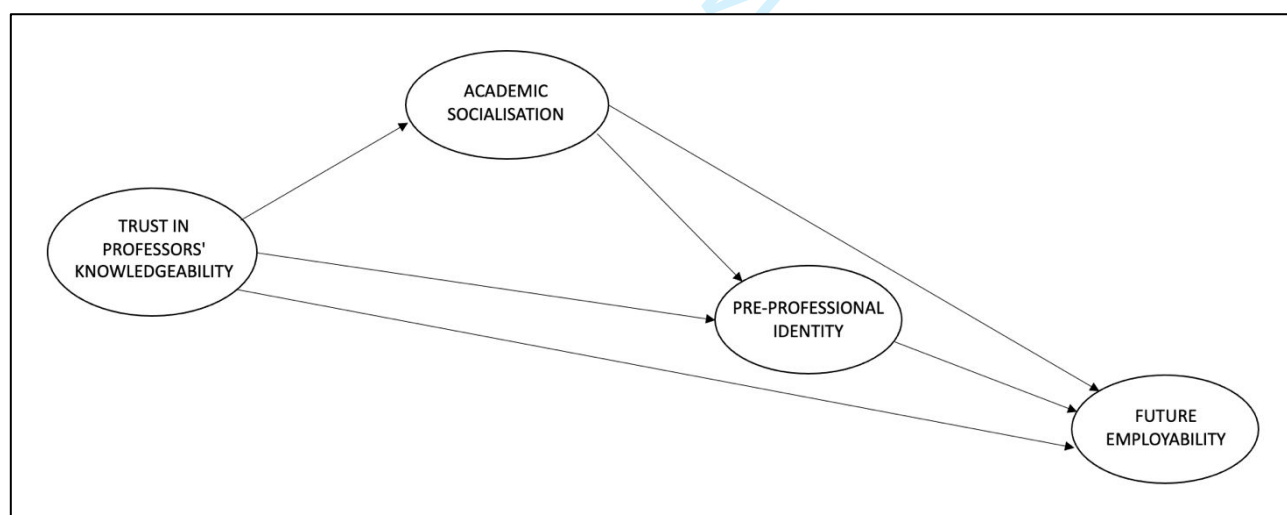 ACADEMIC
SOCIALISATION
TRUST IN
PROFESSORS'
KNOWLEDGEABILITY
PRE-PROFESSIONAL
IDENTITY
FUTURE
EMPLOYABILITY